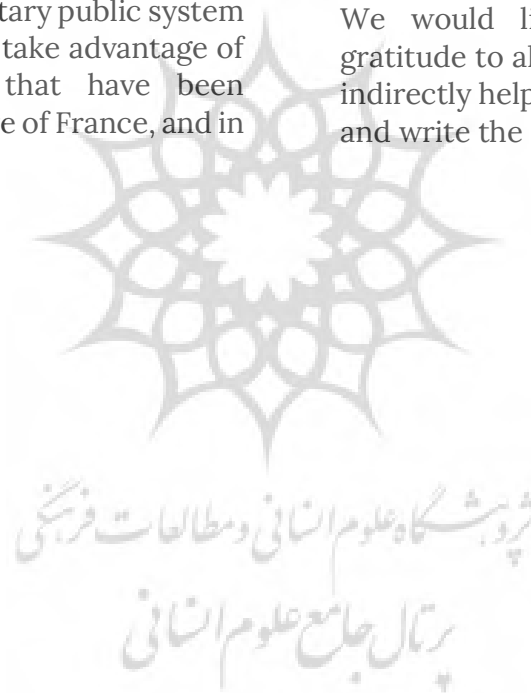 tary public system
take advantage of
that have been
e of France, and in
We would li
gratitude to al
indirectly help
and write the
پژوهشگاه علوم انسانی و مطالعات فرهنگی
پرتال جامع علوم انسانی